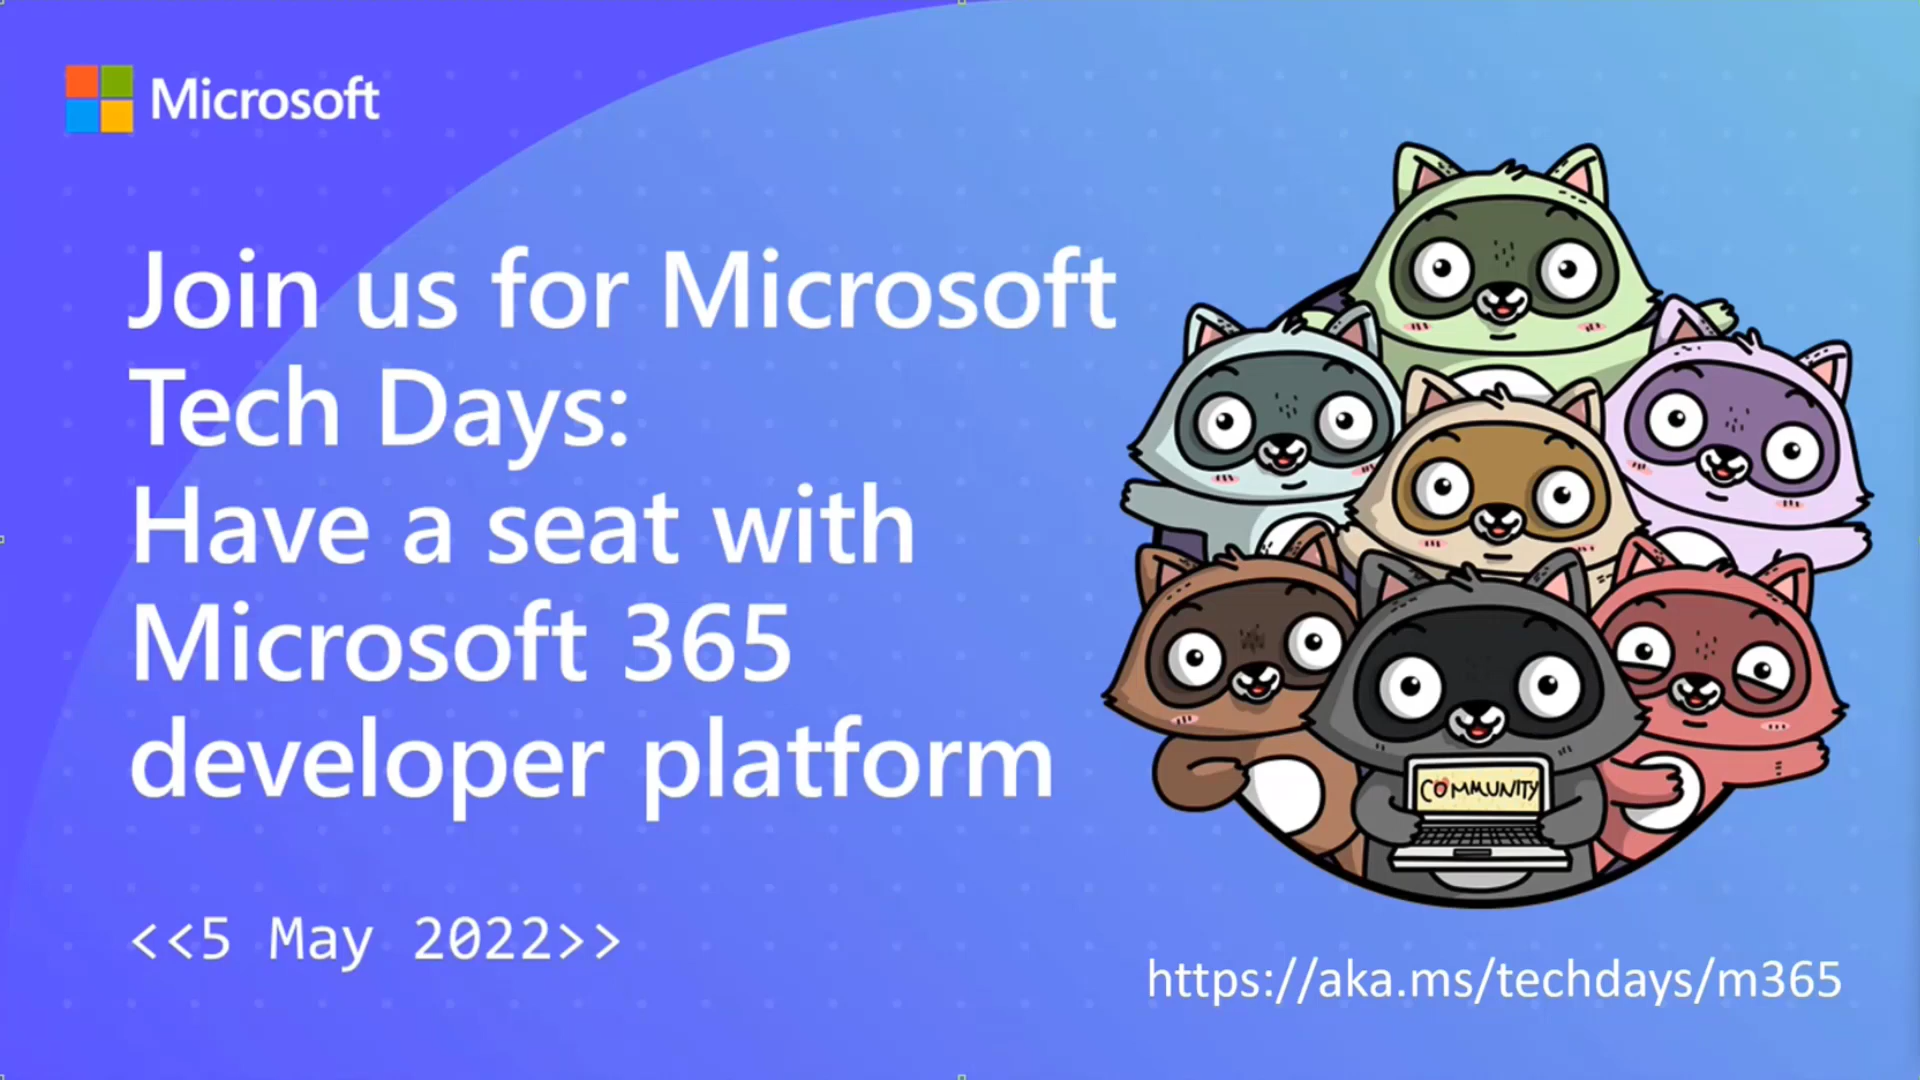 Microsoft
Join us for Microsoft
Tech Days:
Have a seat with
Microsoft 365
developer platform
<<5 May 2022>>
COMMUNITY
https://aka.ms/techdays/m365